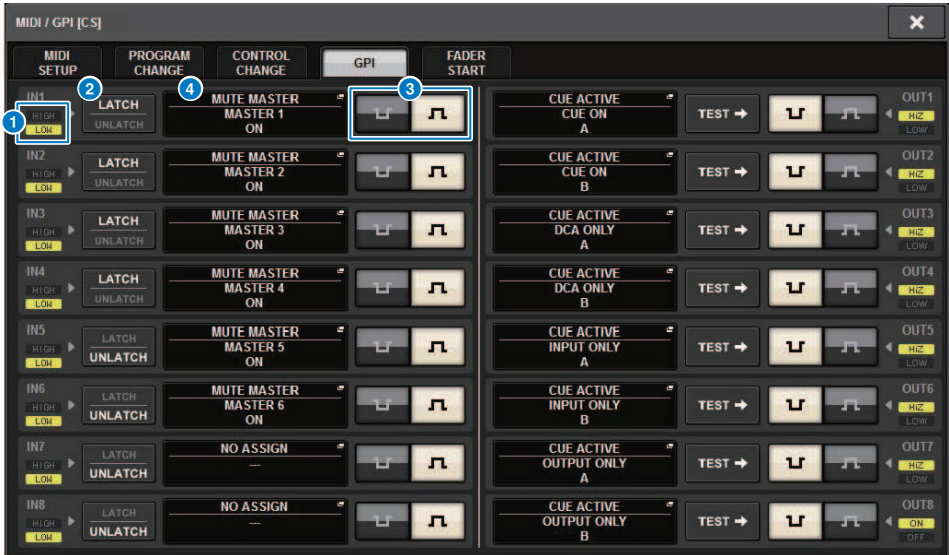 MIDI / GPI [CS]
MIDI SETUP
PROGRAM CHANGE
CONTROL CHANGE
GPI
FADER START
1
2
4
3
IN1
HIGH
LOW
LATCH
UNLATCH
MUTE MASTER
MASTER 1
ON
CUE ACTIVE
CUE ON
A
TEST
OUT1
HiZ
LOW
IN2
HIGH
LOW
LATCH
UNLATCH
MUTE MASTER
MASTER 2
ON
CUE ACTIVE
CUE ON
B
TEST
OUT2
HiZ
LOW
IN3
HIGH
LOW
LATCH
UNLATCH
MUTE MASTER
MASTER 3
ON
CUE ACTIVE
DCA ONLY
A
TEST
OUT3
HiZ
LOW
IN4
HIGH
LOW
LATCH
UNLATCH
MUTE MASTER
MASTER 4
ON
CUE ACTIVE
DCA ONLY
B
TEST
OUT4
HiZ
LOW
IN5
HIGH
LOW
LATCH
UNLATCH
MUTE MASTER
MASTER 5
ON
CUE ACTIVE
INPUT ONLY
A
TEST
OUT5
HiZ
LOW
IN6
HIGH
LOW
LATCH
UNLATCH
MUTE MASTER
MASTER 6
ON
CUE ACTIVE
INPUT ONLY
B
TEST
OUT6
HiZ
LOW
IN7
HIGH
LOW
LATCH
UNLATCH
NO ASSIGN
---
CUE ACTIVE
OUTPUT ONLY
A
TEST
OUT7
HiZ
LOW
IN8
HIGH
LOW
LATCH
UNLATCH
NO ASSIGN
---
CUE ACTIVE
OUTPUT ONLY
B
TEST
OUT8
ON
OFF